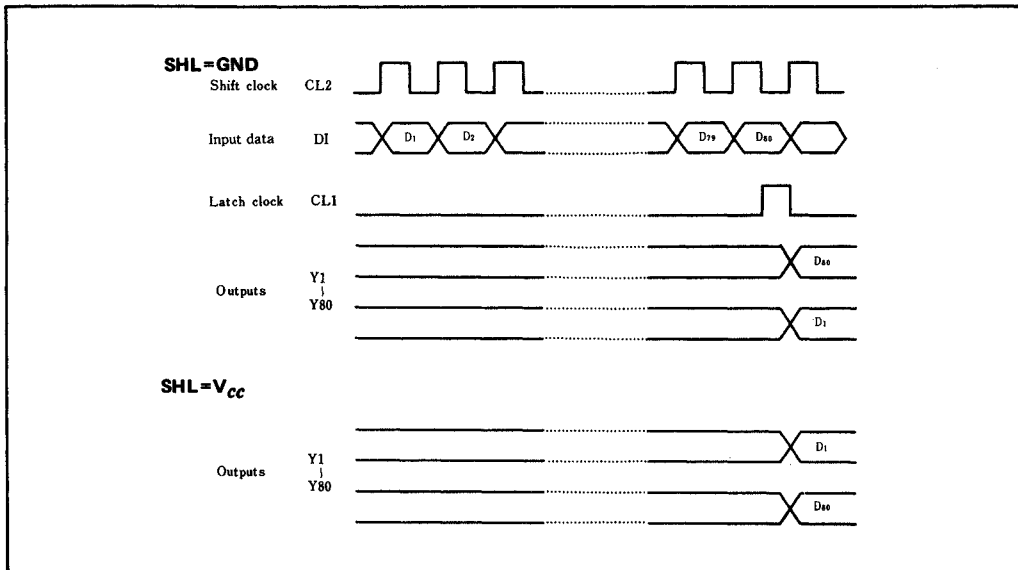 SHL=GND
Shift clock CL2
Input data DI D1 D2 D79 D80
Latch clock CL1
D80
Y1
Outputs
Y80
D1
SHL=Vcc
D1
Y1
Outputs
Y80
D80